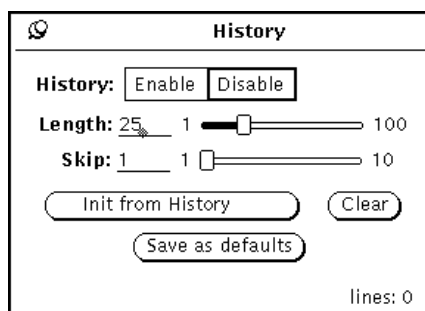 History
History: Enable Disable
Length: 25 1 100
Skip: 1 1 10
Init from History Clear
Save as defaults
lines: 0